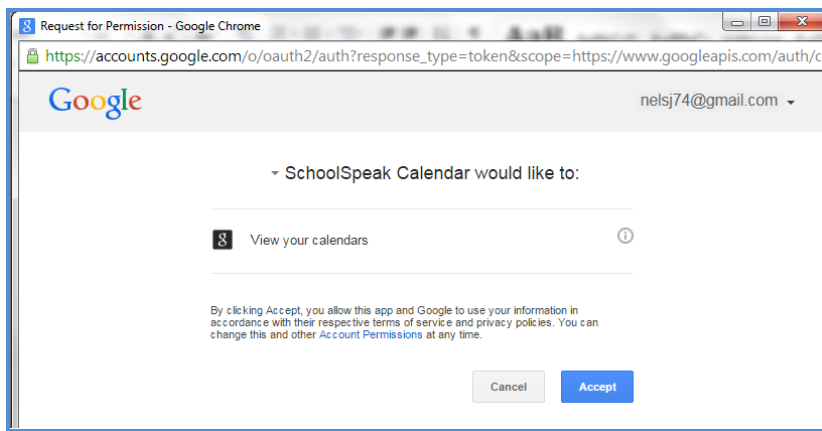 Request for Permission - Google Chrome
https://accounts.google.com/o/oauth2/auth?response_type=token&scope=https://www.googleapis.com/auth/c
Google
nelsj74@gmail.com
SchoolSpeak Calendar would like to:
8 View your calendars
By clicking Accept, you allow this app and Google to use your information in
accordance with their respective terms of service and privacy policies. You can
change this and other Account Permissions at any time.
Cancel Accept